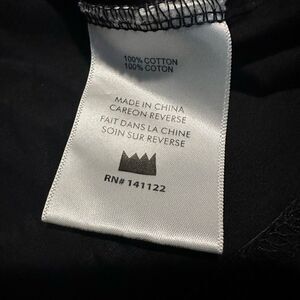 100% COTTON
100% COTON
MADE IN CHINA
CAREON REVERSE
FAIT DANS LA CHINE
SOIN SUR REVERSE
RN# 141122